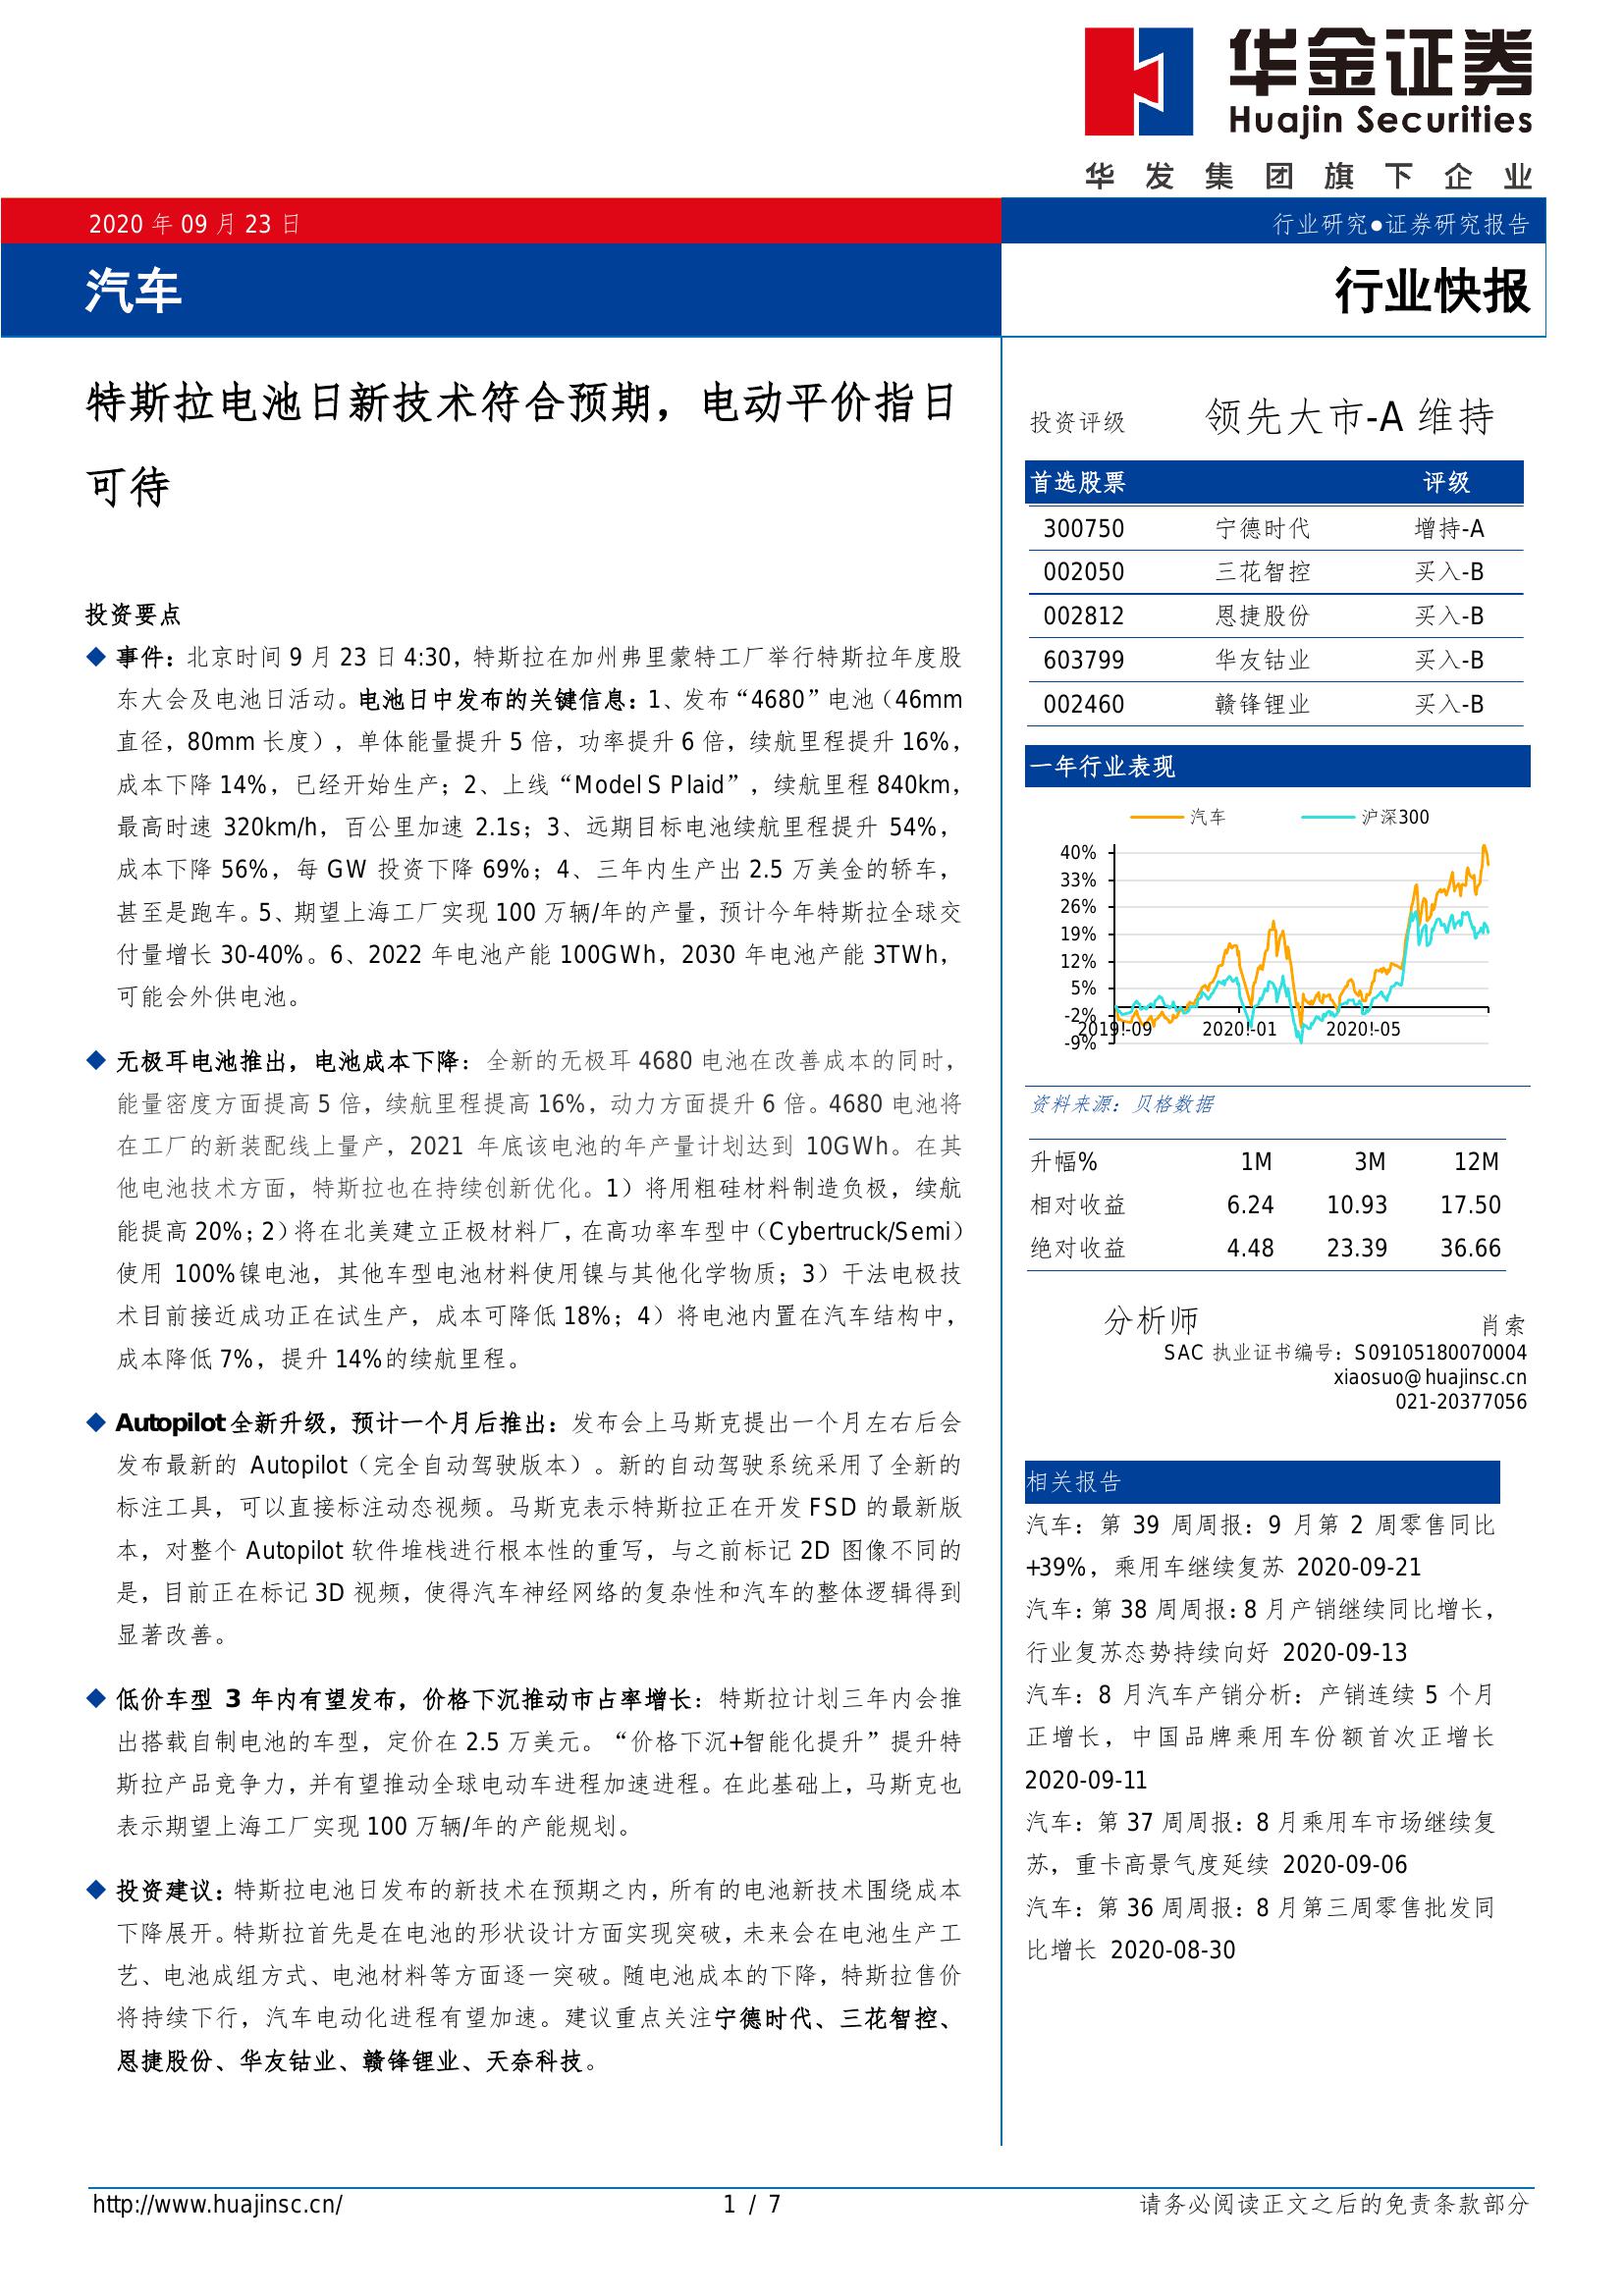 华金证券
Huajin Securities
华发集团旗下企业
2020 年 09 月 23 日
行业研究●证券研究报告
汽车
行业快报
特斯拉电池日新技术符合预期，电动平价指日
可待
投资要点
◆ 事件：北京时间 9 月 23 日 4:30，特斯拉在加州弗里蒙特工厂举行特斯拉年度股
东大会及电池日活动。电池日中发布的关键信息：1、发布“4680”电池（46mm
直径，80mm 长度），单体能量提升 5 倍，功率提升 6 倍，续航里程提升 16%，
成本下降 14%，已经开始生产；2、上线“Model S Plaid”，续航里程 840km，
最高时速 320km/h，百公里加速 2.1s；3、远期目标电池续航里程提升 54%，
成本下降 56%，每 GW 投资下降 69%；4、三年内生产出 2.5 万美金的轿车，
甚至是跑车。5、期望上海工厂实现 100 万辆/年的产量，预计今年特斯拉全球交
付量增长 30-40%。6、2022 年电池产能 100GWh，2030 年电池产能 3TWh，
可能会外供电池。
◆ 无极耳电池推出，电池成本下降：全新的无极耳 4680 电池在改善成本的同时，
能量密度方面提高 5 倍，续航里程提高 16%，动力方面提升 6 倍。4680 电池将
在工厂的新装配线上量产，2021 年底该电池的年产量计划达到 10GWh。在其
他电池技术方面，特斯拉也在持续创新优化。1）将用粗硅材料制造负极，续航
能提高 20%；2）将在北美建立正极材料厂，在高功率车型中（Cybertruck/Semi）
使用 100%镍电池，其他车型电池材料使用镍与其他化学物质；3）干法电极技
术目前接近成功正在试生产，成本可降低 18%；4）将电池内置在汽车结构中，
成本降低 7%，提升 14%的续航里程。
◆ Autopilot 全新升级，预计一个月后推出：发布会上马斯克提出一个月左右后会
发布最新的 Autopilot（完全自动驾驶版本）。新的自动驾驶系统采用了全新的
标注工具，可以直接标注动态视频。马斯克表示特斯拉正在开发 FSD 的最新版
本，对整个 Autopilot 软件堆栈进行根本性的重写，与之前标记 2D 图像不同的
是，目前正在标记 3D 视频，使得汽车神经网络的复杂性和汽车的整体逻辑得到
显著改善。
◆ 低价车型 3 年内有望发布，价格下沉推动市占率增长：特斯拉计划三年内会推
出搭载自制电池的车型，定价在 2.5 万美元。“价格下沉+智能化提升”提升特
斯拉产品竞争力，并有望推动全球电动车进程加速进程。在此基础上，马斯克也
表示期望上海工厂实现 100 万辆/年的产能规划。
◆ 投资建议：特斯拉电池日发布的新技术在预期之内，所有的电池新技术围绕成本
下降展开。特斯拉首先是在电池的形状设计方面实现突破，未来会在电池生产工
艺、电池成组方式、电池材料等方面逐一突破。随电池成本的下降，特斯拉售价
将持续下行，汽车电动化进程有望加速。建议重点关注宁德时代、三花智控、
恩捷股份、华友钴业、赣锋锂业、天奈科技。
投资评级 领先大市-A 维持
首选股票 评级
300750 宁德时代 增持-A
002050 三花智控 买入-B
002812 恩捷股份 买入-B
603799 华友钴业 买入-B
002460 赣锋锂业 买入-B
一年行业表现
汽车 沪深300
40%
33%
26%
19%
12%
5%
-2%
-9%
2019!-09 2020!-01 2020!-05
资料来源：贝格数据
升幅% 1M 3M 12M
相对收益 6.24 10.93 17.50
绝对收益 4.48 23.39 36.66
分析师 肖索
SAC 执业证书编号：S09105180070004
xiaosuo@huajinsc.cn
021-20377056
相关报告
汽车：第 39 周周报：9 月第 2 周零售同比
+39%，乘用车继续复苏 2020-09-21
汽车：第 38 周周报：8 月产销继续同比增长，
行业复苏态势持续向好 2020-09-13
汽车：8 月汽车产销分析：产销连续 5 个月
正增长，中国品牌乘用车份额首次正增长
2020-09-11
汽车：第 37 周周报：8 月乘用车市场继续复
苏，重卡高景气度延续 2020-09-06
汽车：第 36 周周报：8 月第三周零售批发同
比增长 2020-08-30
http://www.huajinsc.cn/ 1 / 7 请务必阅读正文之后的免责条款部分